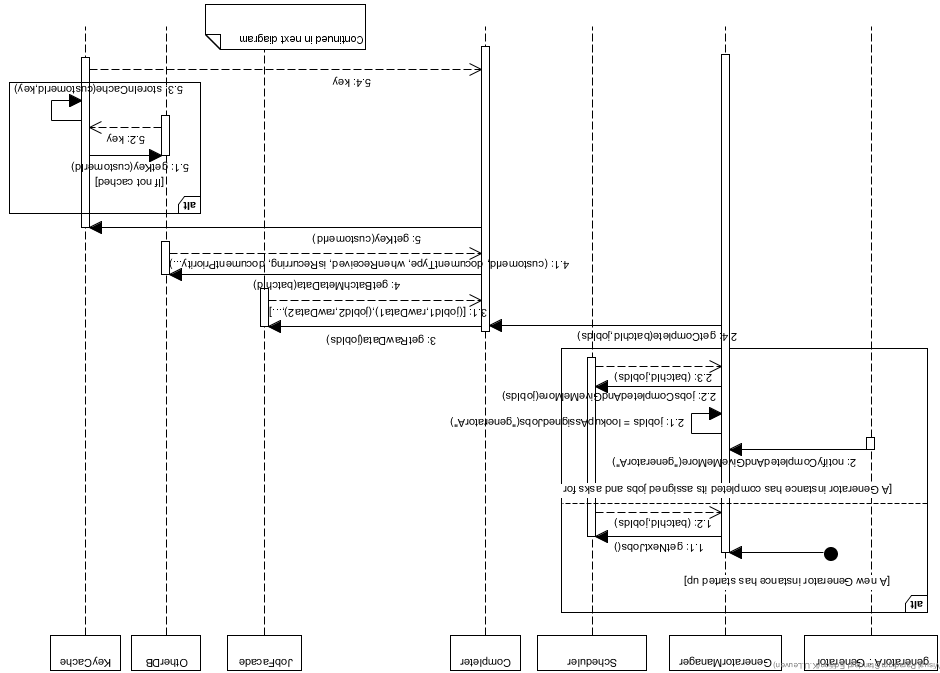 Visual Paradigm Standard Edition(K.U.Leuven)
generatorA : Generator
GeneratorManager
Scheduler
Completer
JobFacade
OtherDB
KeyCache
alt
[A new Generator instance has started up]
1.1: getNextJobs()
1.2: (batchId,jobIds)
[A Generator instance has completed its assigned jobs and asks for
2: notifyCompletedAndGiveMeMore("generatorA")
2.1: jobIds = lookupAssignedJobs("generatorA")
2.2: jobsCompletedAndGiveMeMore(jobIds)
2.3: (batchId,jobIds)
2.4: getComplete(batchId,jobIds)
3: getRawData(jobIds)
3.1: [(jobId1,rawData1),(jobId2,rawData2),...]
4: getBatchMetaData(batchId)
4.1: (customerId, documentType, whenReceived, isRecurring, documentPriority...)
5: getKey(customerId)
alt
[If not cached]
5.1: getKey(customerId)
5.2: key
5.3: storeInCache(customerId,key)
5.4: key
Continued in next diagram